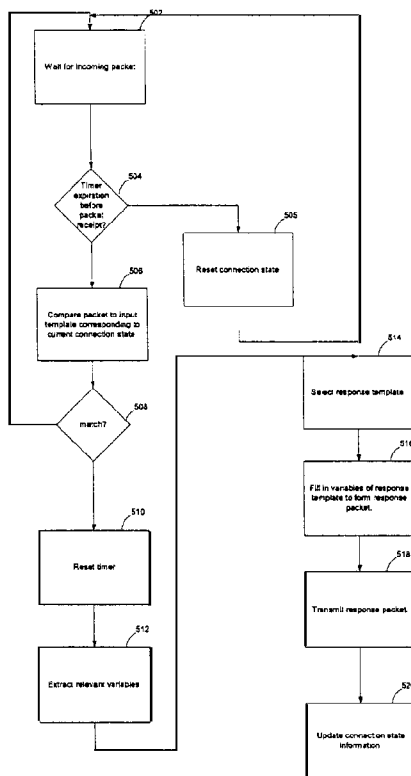 502
Wait for incoming packet
504
Timer
expiration
before
packet
receipt?
505
Reset connection state
506
Compare packet to input
template corresponding to
current connection state
508
match?
510
Reset timer
512
Extract relevant variables
514
Select response template
516
Fill in variables of response
template to form response
packet.
518
Transmit response packet.
520
Update connection state
information